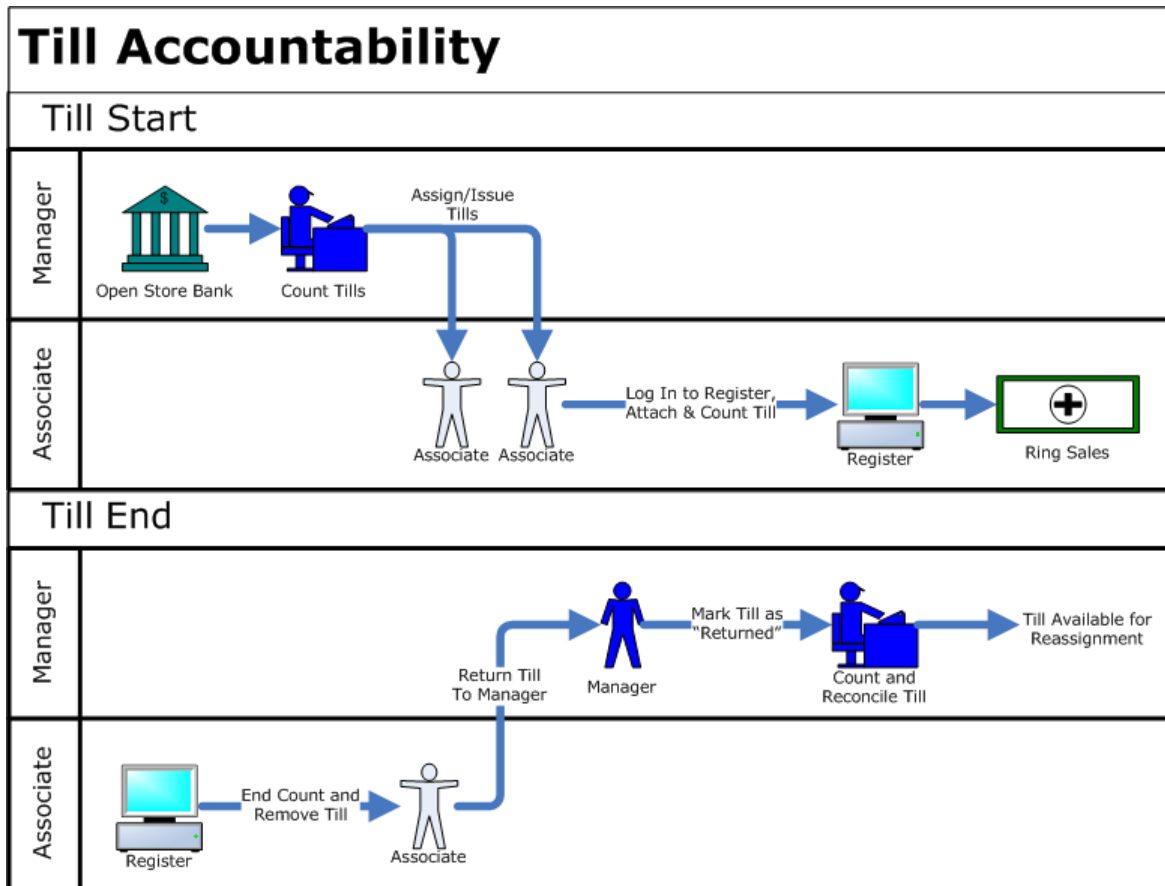 Till Accountability
Till Start
Manager
$
Open Store Bank
Count Tills
Assign/Issue
Tills
Associate
Associate
Associate
Log In to Register,
Attach & Count Till
Register
Ring Sales
Till End
Manager
Return Till
To Manager
Manager
Mark Till as
“Returned”
Count and
Reconcile Till
Till Available for
Reassignment
Associate
Register
End Count and
Remove Till
Associate